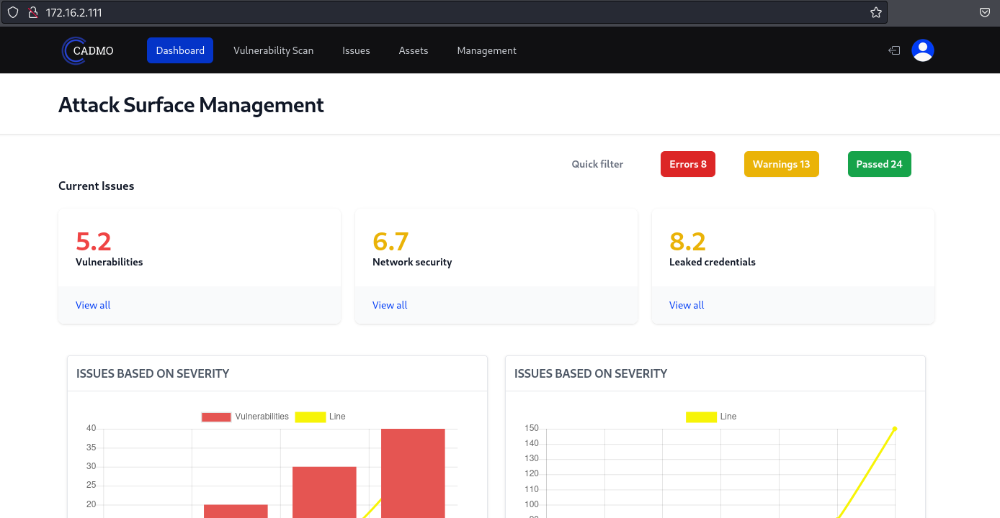 172.16.2.111
CADMO Dashboard Vulnerability Scan Issues Assets Management
Attack Surface Management
Quick filter Errors 8 Warnings 13 Passed 24
Current Issues
5.2
Vulnerabilities
View all
6.7
Network security
View all
8.2
Leaked credentials
View all
ISSUES BASED ON SEVERITY
Vulnerabilities Line
40
35
30
25
20
ISSUES BASED ON SEVERITY
Line
150
140
130
120
110
100